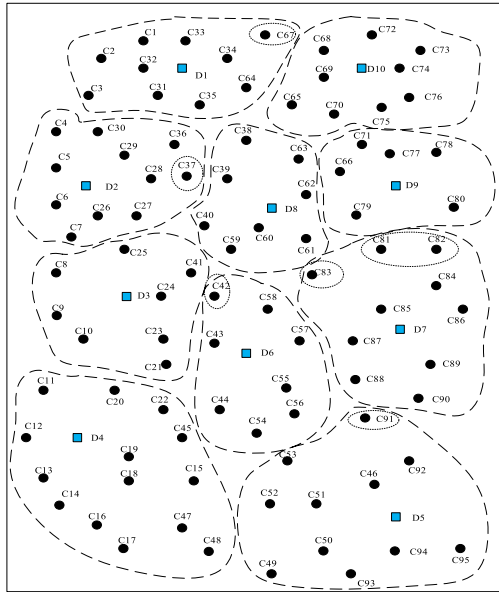 C1 C33 C67 C72
C2 C34 C68 C73
C32 D1 D10 C74
C69
C3 C31 C35 C64 C65 C70 C75 C76
C4 C30 C36 C38 C71 C78
C29 C63 C77
C5 C28 C37 C39 C66
D2 C62 D9
C6 C26 C27 D8 C79 C80
C7 C40 C60 C61
C25 C59 C81 C82
C8 C41 C83
D3 C24 C42 C84
C9 C58 C85 C86
C10 C23 C43 C57 D7
D6 C87
C21 C89
C11 C55 C88
C20 C22 C44 C56 C90
C12 D4 C45 C54 C91
C19 C53 C92
C13 C18 C15 C46
C14 C52 C51
C16 C47 D5
C17 C48 C50 C94 C95
C49 C93